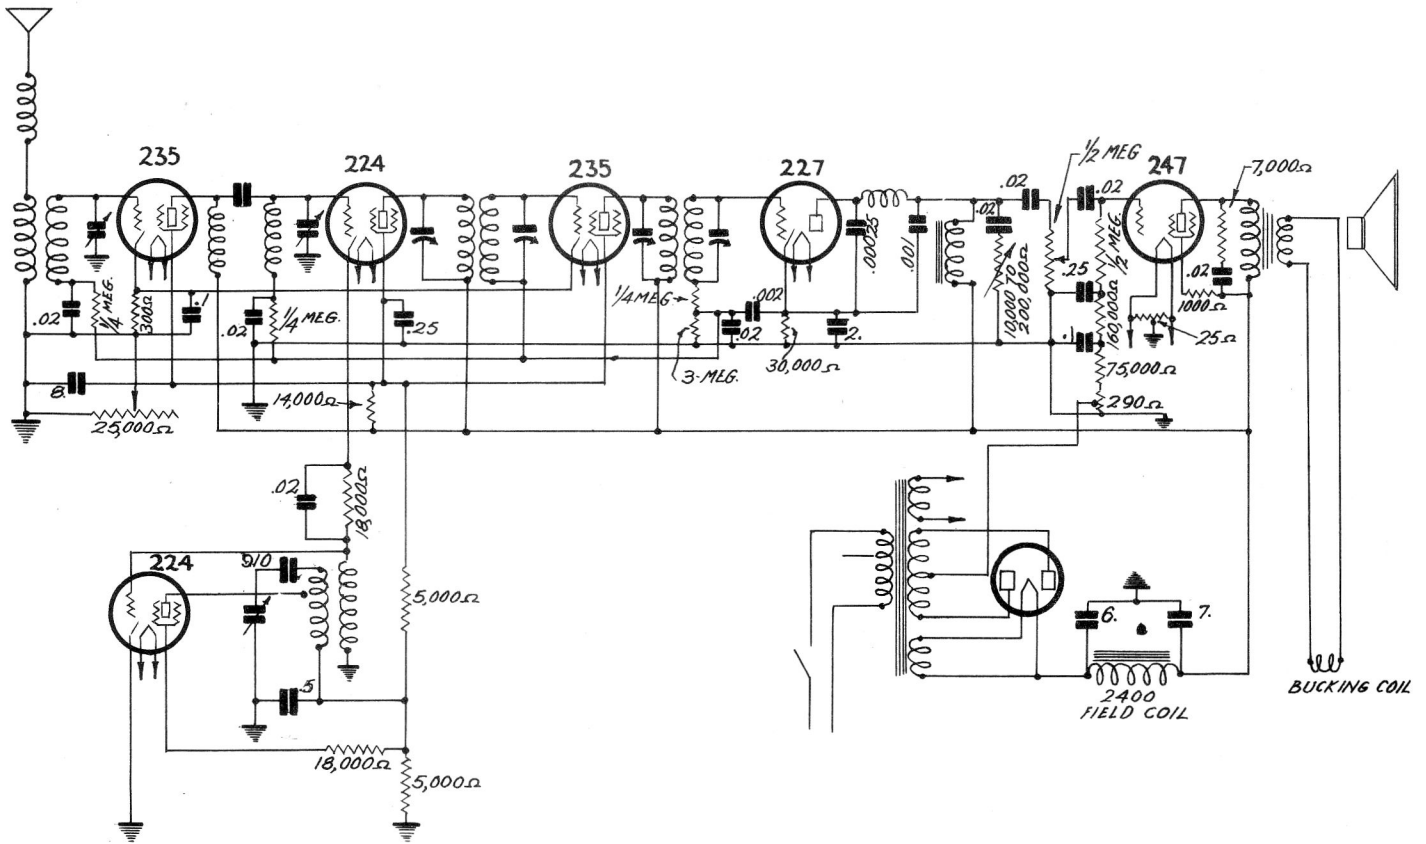 235
224
235
227
247
1/2 MEG
7,000Ω
.02
.02
.02
.00025
.001
1/2 MEG.
.25
.02
1000Ω
10,000 TO
200,000Ω
160,000Ω
.1
25Ω
.02
1/4 MEG.
300Ω
.1
.02
1/4 MEG.
.25
1/4 MEG.
.002
.02
2.
30,000Ω
3-MEG.
75,000Ω
290Ω
8.
14,000Ω
25,000Ω
.02
18,000Ω
224
910
5,000Ω
.5
6.
7.
2400
FIELD COIL
BUCKING COIL
18,000Ω
5,000Ω